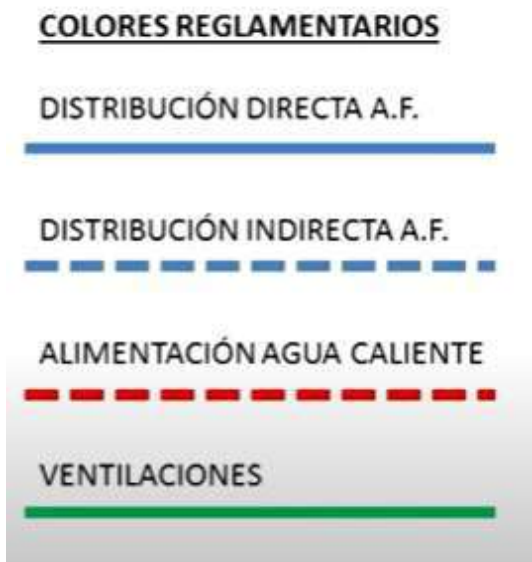 COLORES REGLAMENTARIOS
DISTRIBUCIÓN DIRECTA A.F.
DISTRIBUCIÓN INDIRECTA A.F.
ALIMENTACIÓN AGUA CALIENTE
VENTILACIONES